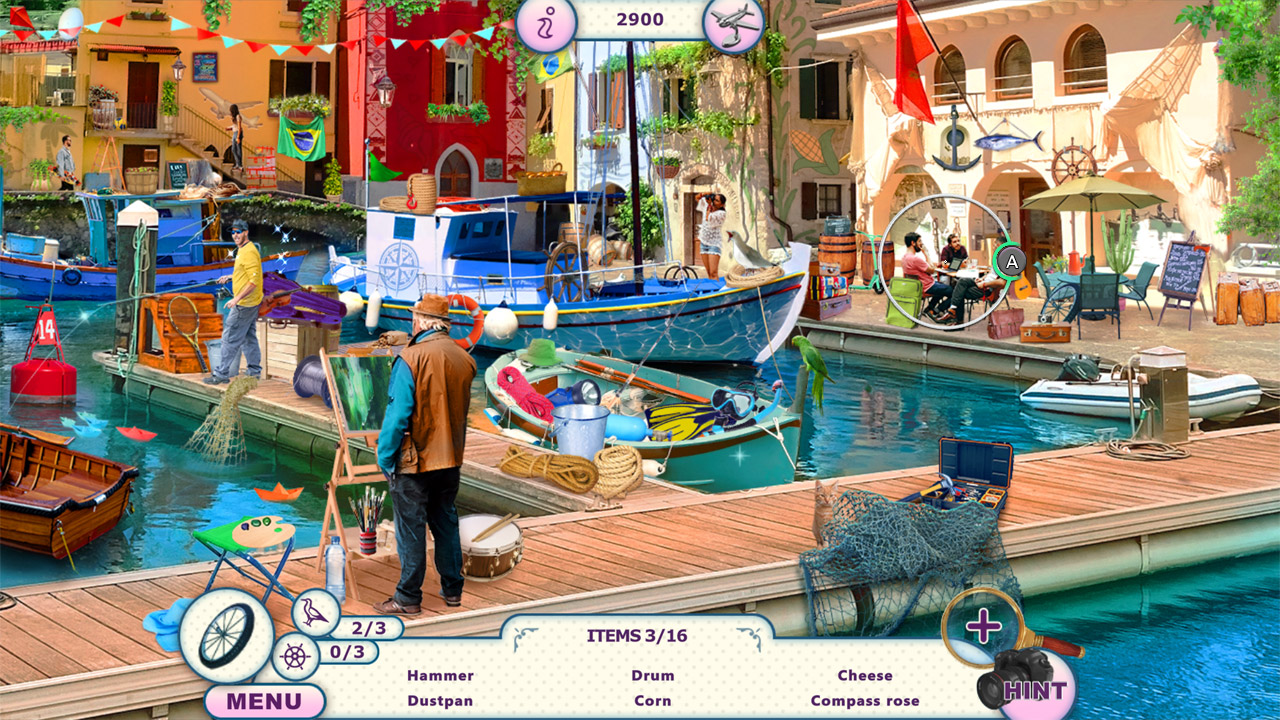 2900
14
A
2/3
0/3
ITEMS 3/16
Hammer
Drum
Cheese
Dustpan
Corn
Compass rose
MENU
HINT